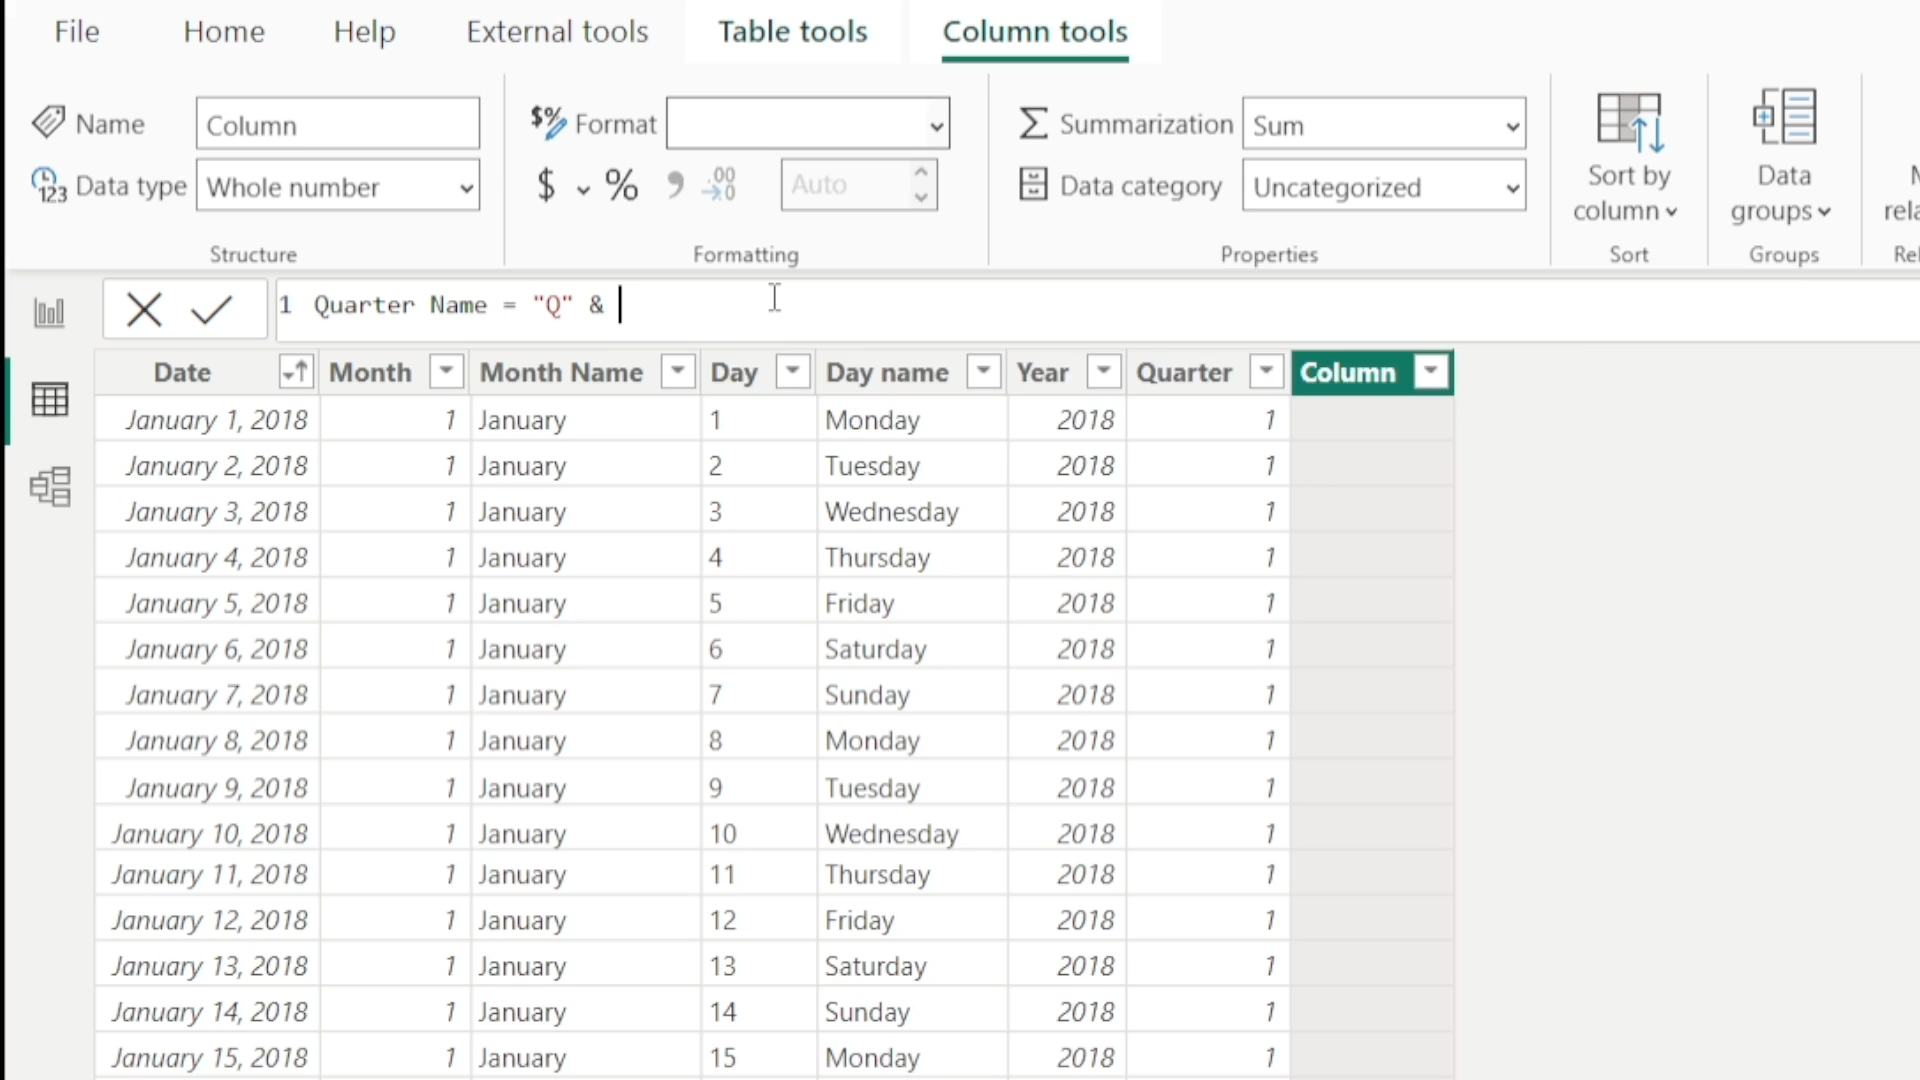 File Home Help External tools Table tools Column tools
Name Column $% Format Summarization Sum
123 Data type Whole number $ % .00 Auto Data category Uncategorized Sort by column Data groups
Structure Formatting Properties Sort Groups
1 Quarter Name = "Q" &
Date Month Month Name Day Day name Year Quarter Column
January 1, 2018 1 January 1 Monday 2018 1
January 2, 2018 1 January 2 Tuesday 2018 1
January 3, 2018 1 January 3 Wednesday 2018 1
January 4, 2018 1 January 4 Thursday 2018 1
January 5, 2018 1 January 5 Friday 2018 1
January 6, 2018 1 January 6 Saturday 2018 1
January 7, 2018 1 January 7 Sunday 2018 1
January 8, 2018 1 January 8 Monday 2018 1
January 9, 2018 1 January 9 Tuesday 2018 1
January 10, 2018 1 January 10 Wednesday 2018 1
January 11, 2018 1 January 11 Thursday 2018 1
January 12, 2018 1 January 12 Friday 2018 1
January 13, 2018 1 January 13 Saturday 2018 1
January 14, 2018 1 January 14 Sunday 2018 1
January 15, 2018 1 January 15 Monday 2018 1